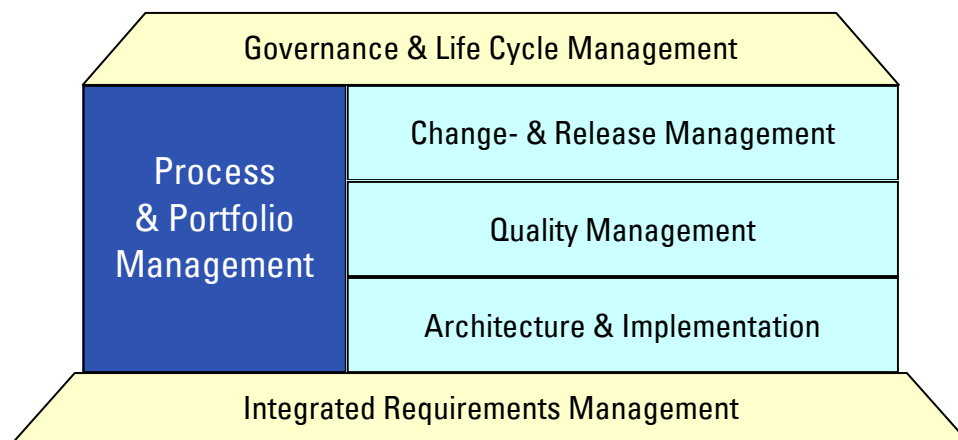 Governance & Life Cycle Management
Process
& Portfolio
Management
Change- & Release Management
Quality Management
Architecture & Implementation
Integrated Requirements Management